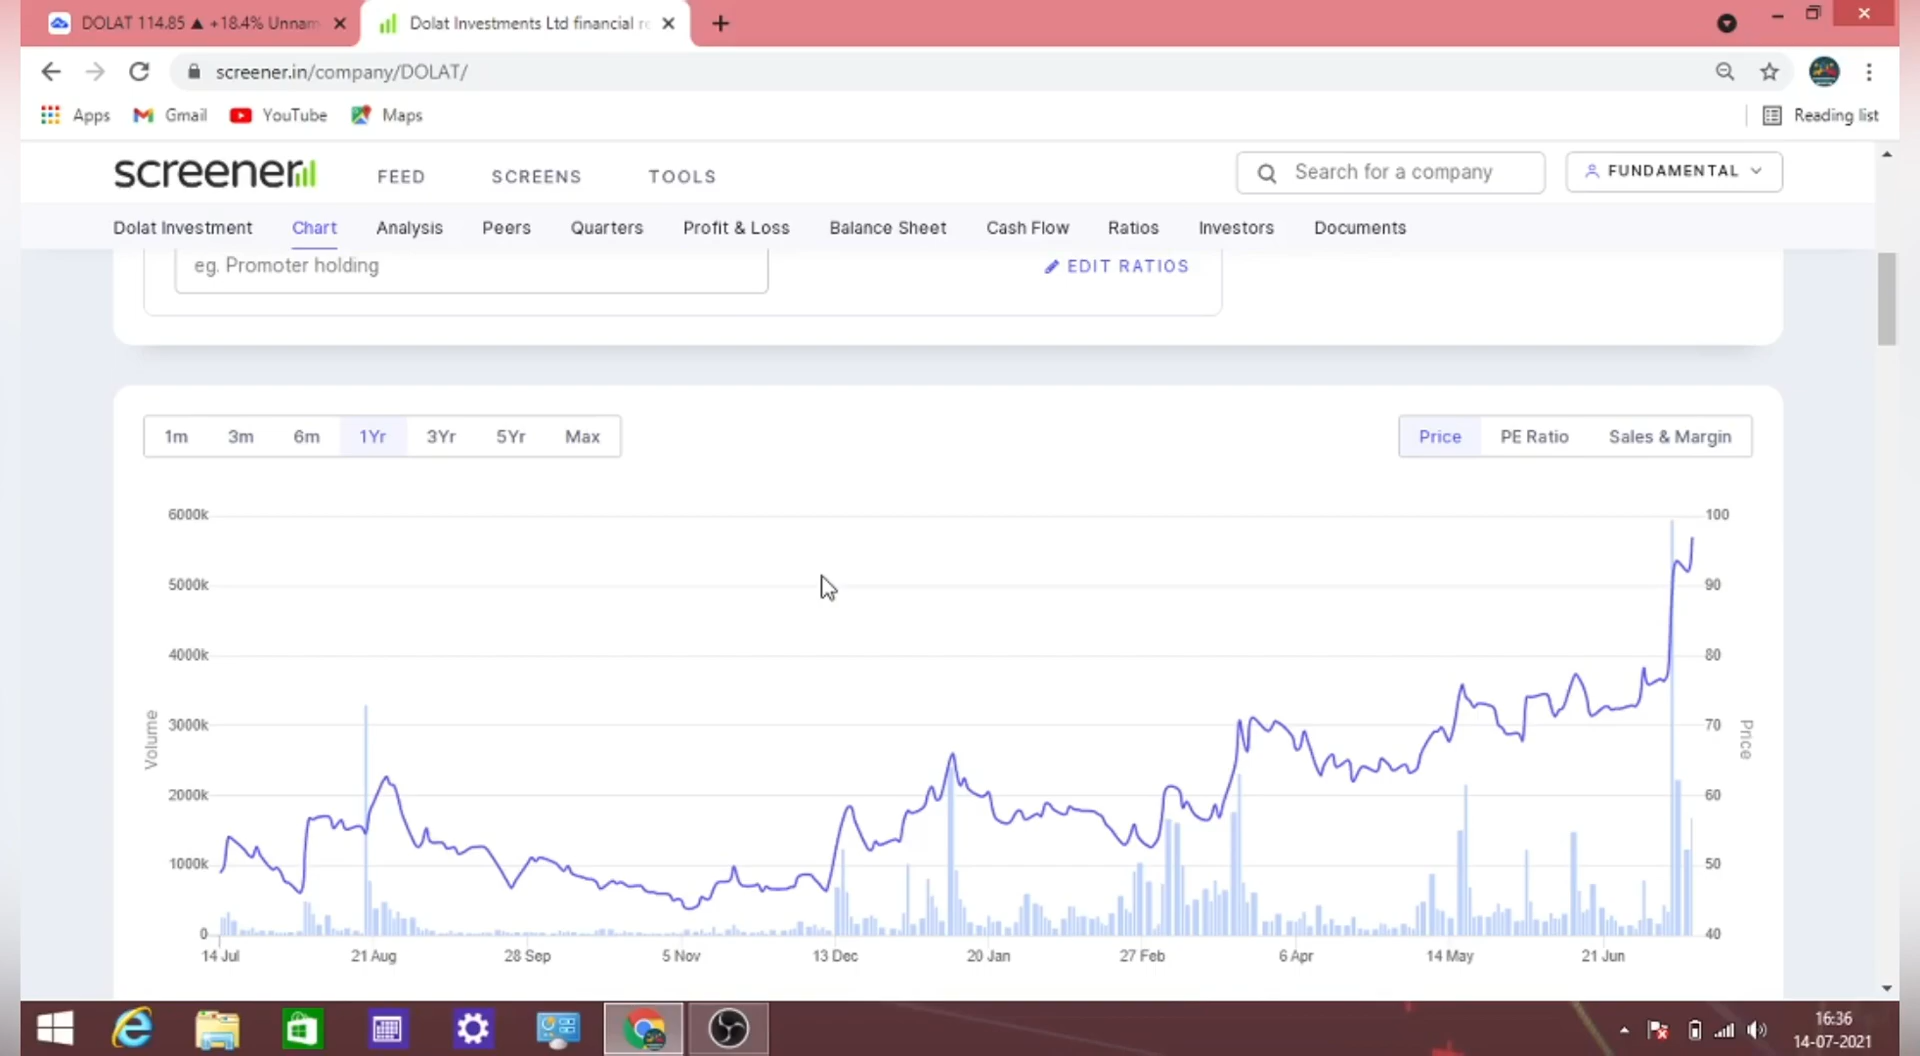 DOLAT 114.85 ▲ +18.4% Unnam
Dolat Investments Ltd financial re
screener.in/company/DOLAT/
Apps Gmail YouTube Maps Reading list
screener FEED SCREENS TOOLS Search for a company FUNDAMENTAL
Dolat Investment Chart Analysis Peers Quarters Profit & Loss Balance Sheet Cash Flow Ratios Investors Documents
eg. Promoter holding EDIT RATIOS
1m 3m 6m 1Yr 3Yr 5Yr Max Price PE Ratio Sales & Margin
6000k 100
5000k 90
4000k 80
3000k 70
Volume Price
2000k 60
1000k 50
0 40
14 Jul 21 Aug 28 Sep 5 Nov 13 Dec 20 Jan 27 Feb 6 Apr 14 May 21 Jun
16:36
14-07-2021